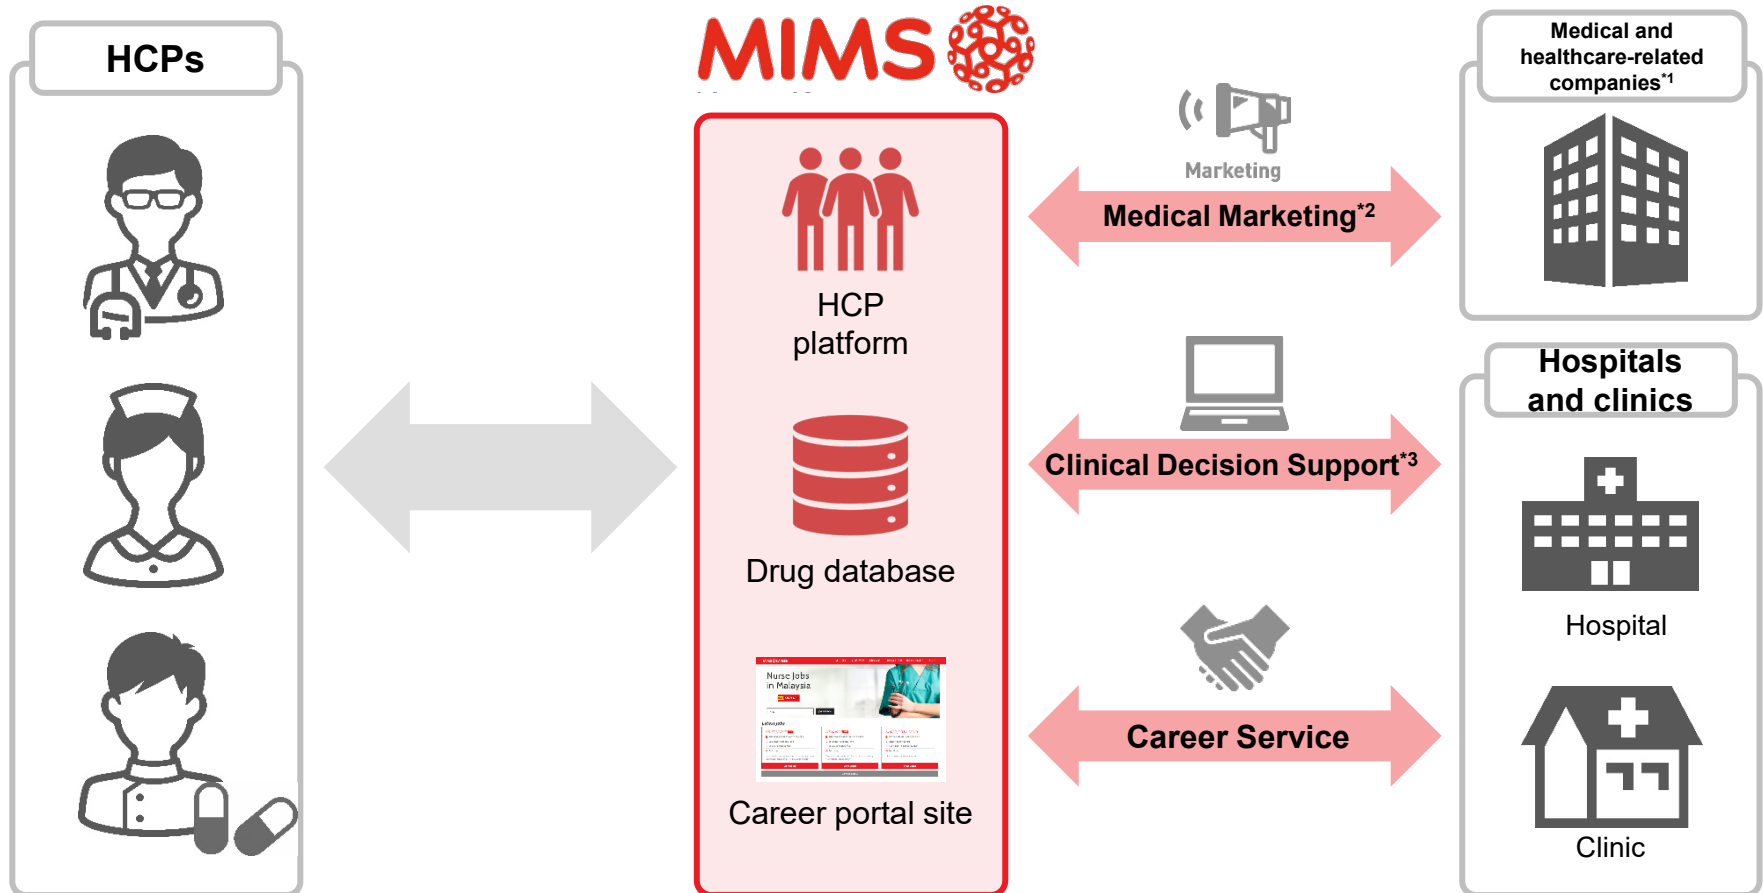 HCPs
MIMS
HCP
platform
Drug database
Nurse Jobs
in Malaysia
Career portal site
Marketing
Medical Marketing*2
Clinical Decision Support*3
Career Service
Medical and
healthcare-related
companies*1
Hospitals
and clinics
Hospital
Clinic